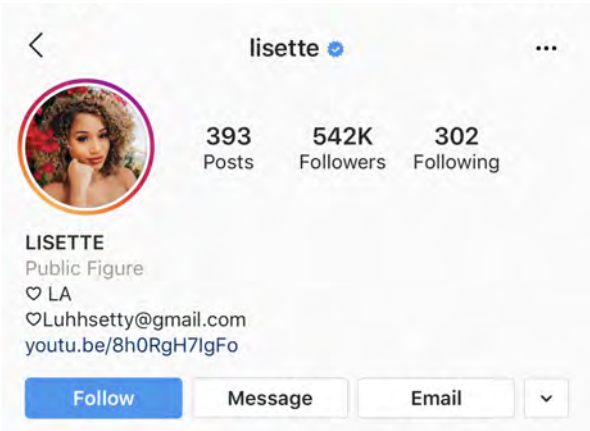 lisette
393 542K 302
Posts Followers Following
LISETTE
Public Figure
♡ LA
♡Luhhsetty@gmail.com
youtu.be/8h0RgH7IgFo
Follow Message Email